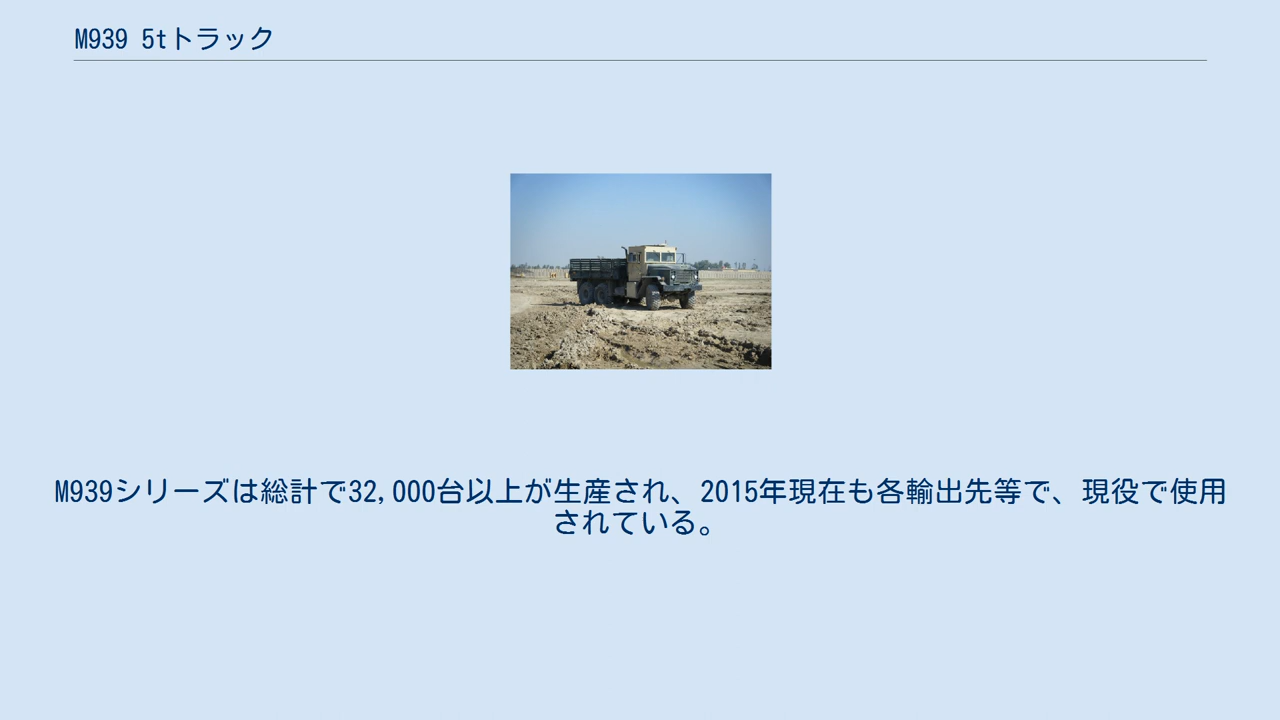 M939 5tトラック
M939シリーズは総計で32,000台以上が生産され、2015年現在も各輸出先等で、現役で使用
されている。